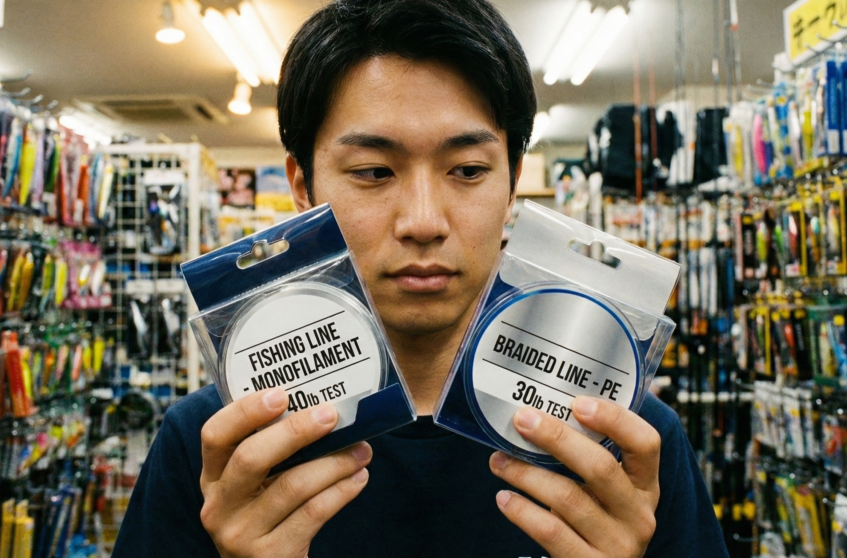 FISHING LINE
- MONOFILAMENT
40lb TEST
BRAIDED LINE - PE
30lb TEST